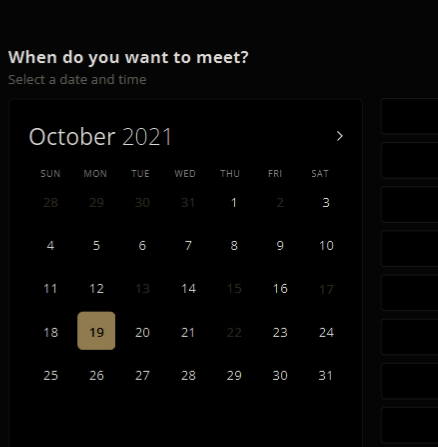 When do you want to meet?
Select a date and time
October 2021
SUN MON TUE WED THU FRI SAT
28 29 30 31 1 2 3
4 5 6 7 8 9 10
11 12 13 14 15 16 17
18 19 20 21 22 23 24
25 26 27 28 29 30 31